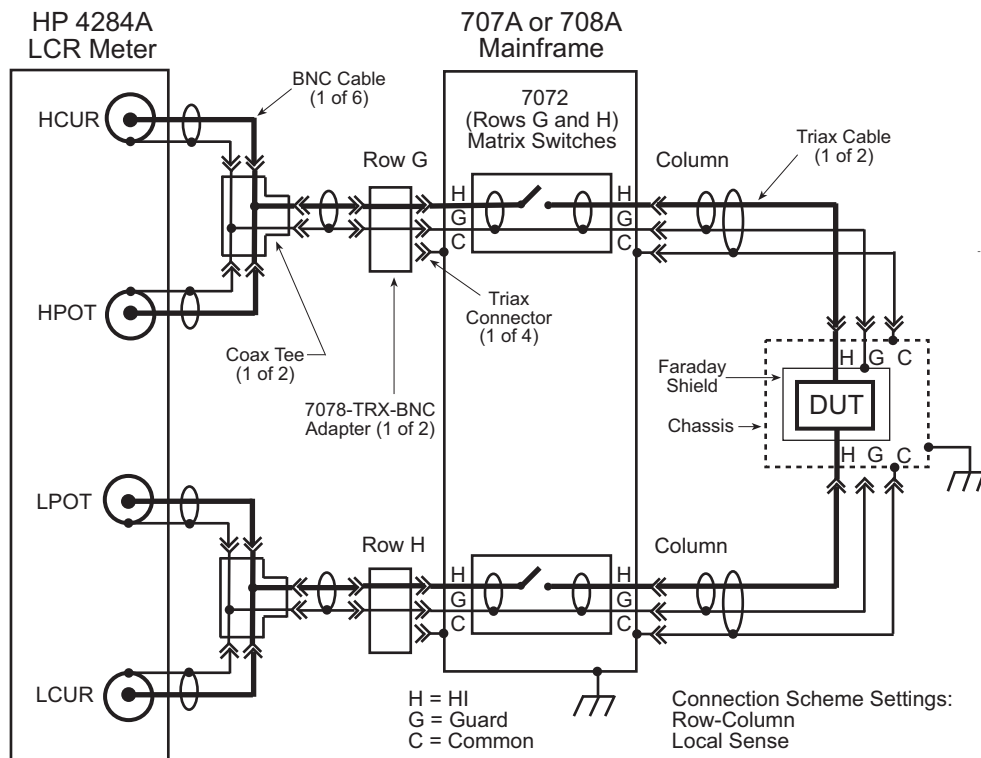 HP 4284A
LCR Meter
707A or 708A
Mainframe
BNC Cable
(1 of 6)
HCUR
7072
(Rows G and H)
Matrix Switches
Triax Cable
(1 of 2)
Row G
Column
H
G
C
H
G
C
HPOT
Triax
Connector
(1 of 4)
Coax Tee
(1 of 2)
7078-TRX-BNC
Adapter (1 of 2)
Faraday
Shield
Chassis
H G C
DUT
H G C
LPOT
Row H
Column
H
G
C
H
G
C
LCUR
H = HI
G = Guard
C = Common
Connection Scheme Settings:
Row-Column
Local Sense